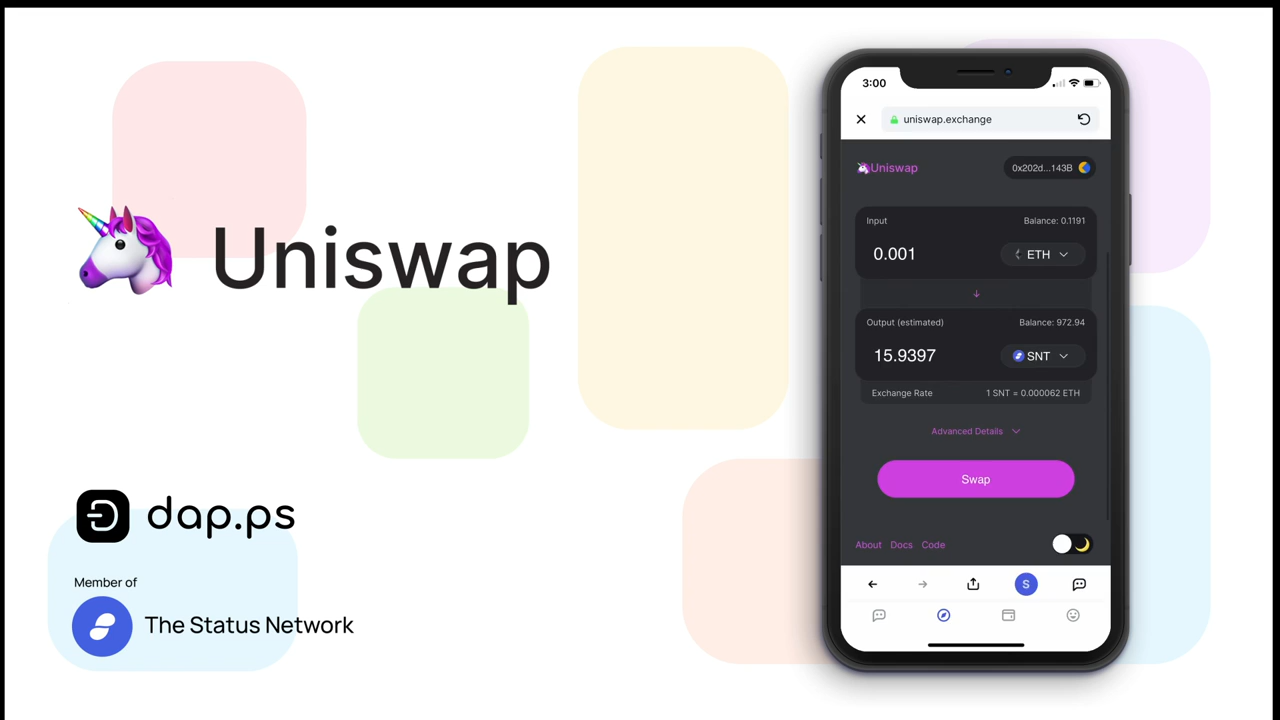 Uniswap
dap.ps
Member of
The Status Network
3:00
uniswap.exchange
Uniswap
0x202d...143B
Input
Balance: 0.1191
0.001
ETH
Output (estimated)
Balance: 972.94
15.9397
SNT
Exchange Rate
1 SNT = 0.000062 ETH
Advanced Details
Swap
About Docs Code
S